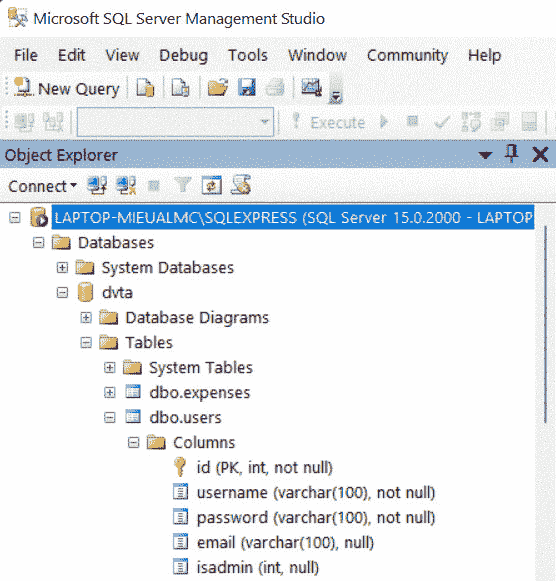 Microsoft SQL Server Management Studio
File Edit View Debug Tools Window Community Help
New Query
Execute
Object Explorer
Connect
LAPTOP-MIEUALMC\SQLEXPRESS (SQL Server 15.0.2000 - LAPTOP
Databases
System Databases
dvta
Database Diagrams
Tables
System Tables
dbo.expenses
dbo.users
Columns
id (PK, int, not null)
username (varchar(100), not null)
password (varchar(100), not null)
email (varchar(100), null)
isadmin (int, null)